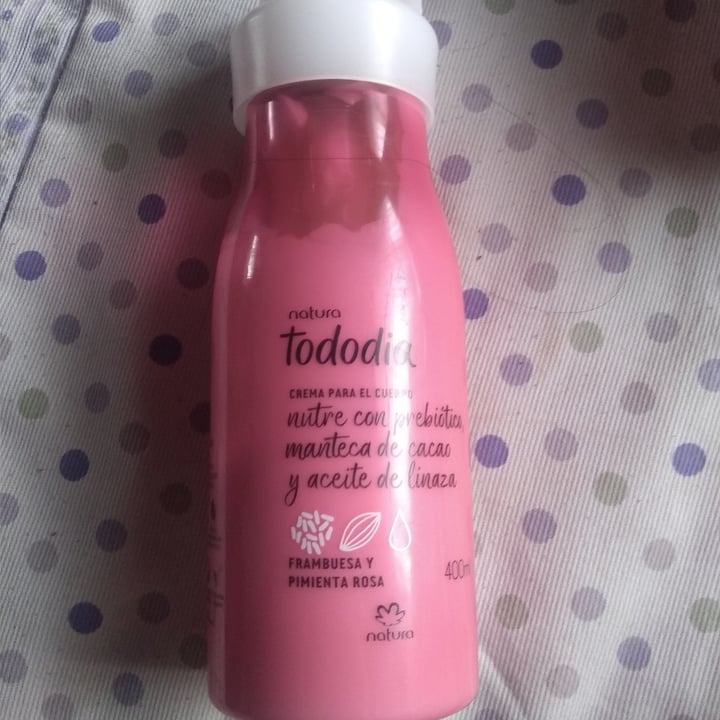 natura
tododia
CREMA PARA EL CUERPO
nutre con prebiótico,
manteca de cacao
y aceite de linaza
FRAMBUESA Y
PIMIENTA ROSA
400ml
natura